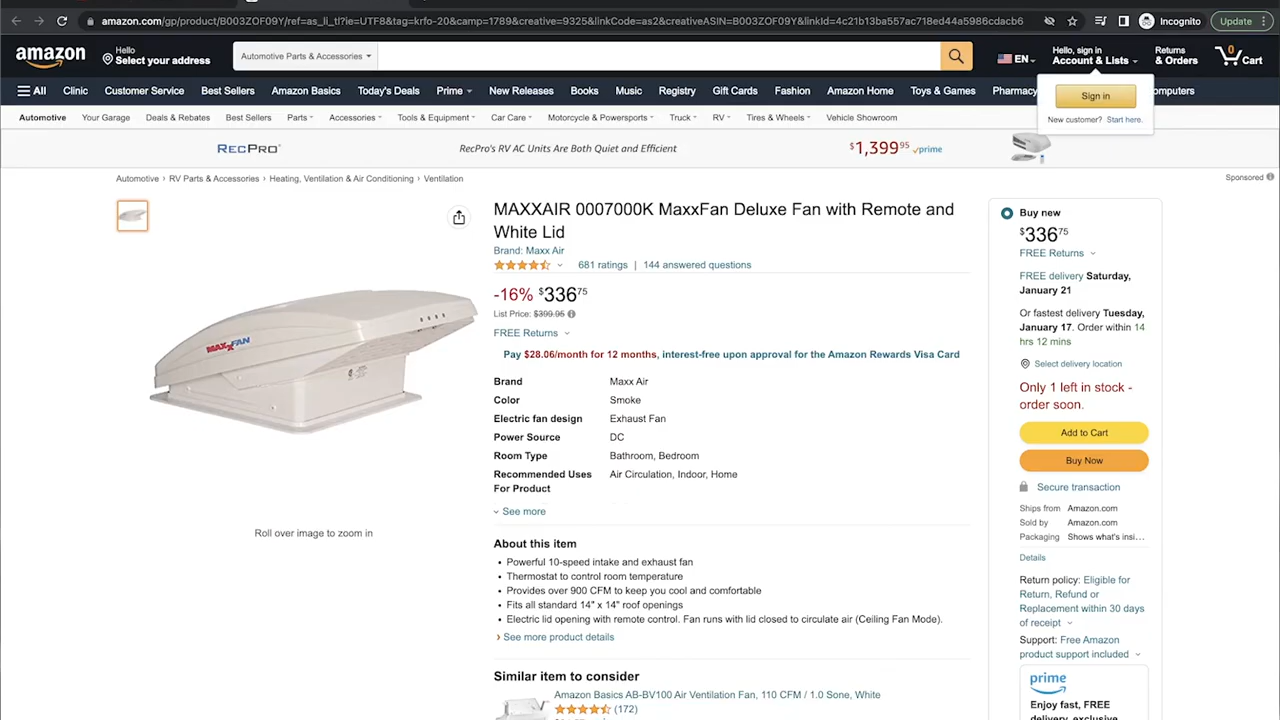 amazon.com/gp/product/B003ZOF09Y/ref=as_li_tl?ie=UTF8&tag=krfo-20&camp=1789&creative=9325&linkCode=as2&creativeASIN=B003ZOF09Y&linkId=4c21b13ba557ac718ed44a5986cdacb6
Incognito
Update
amazon
Hello
Select your address
Automotive Parts & Accessories
EN
Hello, sign in
Account & Lists
Returns
& Orders
0
Cart
All
Clinic
Customer Service
Best Sellers
Amazon Basics
Today's Deals
Prime
New Releases
Books
Music
Registry
Gift Cards
Fashion
Amazon Home
Toys & Games
Pharmacy
omputers
Sign in
New customer? Start here.
Automotive
Your Garage
Deals & Rebates
Best Sellers
Parts
Accessories
Tools & Equipment
Car Care
Motorcycle & Powersports
Truck
RV
Tires & Wheels
Vehicle Showroom
RECPRO
RecPro's RV AC Units Are Both Quiet and Efficient
$1,399.95 prime
Sponsored
Automotive › RV Parts & Accessories › Heating, Ventilation & Air Conditioning › Ventilation
MAXXFAN
Roll over image to zoom in
MAXXAIR 0007000K MaxxFan Deluxe Fan with Remote and
White Lid
Brand: Maxx Air
681 ratings | 144 answered questions
-16% $33675
List Price: $399.95
FREE Returns
Pay $28.06/month for 12 months, interest-free upon approval for the Amazon Rewards Visa Card
Brand Maxx Air
Color Smoke
Electric fan design Exhaust Fan
Power Source DC
Room Type Bathroom, Bedroom
Recommended Uses Air Circulation, Indoor, Home
For Product
See more
About this item
• Powerful 10-speed intake and exhaust fan
• Thermostat to control room temperature
• Provides over 900 CFM to keep you cool and comfortable
• Fits all standard 14" x 14" roof openings
• Electric lid opening with remote control. Fan runs with lid closed to circulate air (Ceiling Fan Mode).
› See more product details
Similar item to consider
Amazon Basics AB-BV100 Air Ventilation Fan, 110 CFM / 1.0 Sone, White
(172)
Buy new
$33675
FREE Returns
FREE delivery Saturday,
January 21
Or fastest delivery Tuesday,
January 17. Order within 14
hrs 12 mins
Select delivery location
Only 1 left in stock -
order soon.
Add to Cart
Buy Now
Secure transaction
Ships from Amazon.com
Sold by Amazon.com
Packaging Shows what's insi…
Details
Return policy: Eligible for
Return, Refund or
Replacement within 30 days
of receipt
Support: Free Amazon
product support included
prime
Enjoy fast, FREE
delivery, exclusive